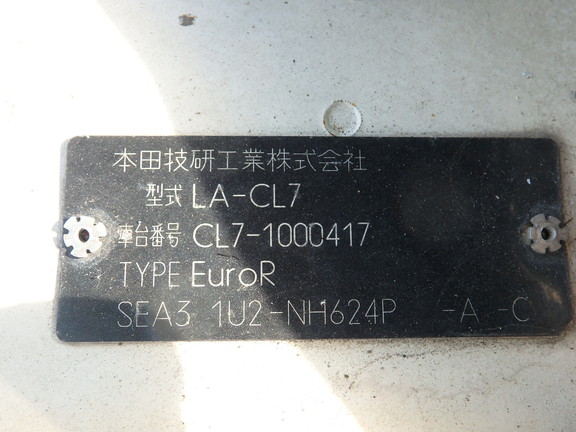 本田技研工業株式会社
型式 LA-CL7
車台番号 CL7-1000417
TYPE EuroR
SEA3 1U2-NH624P -A -C